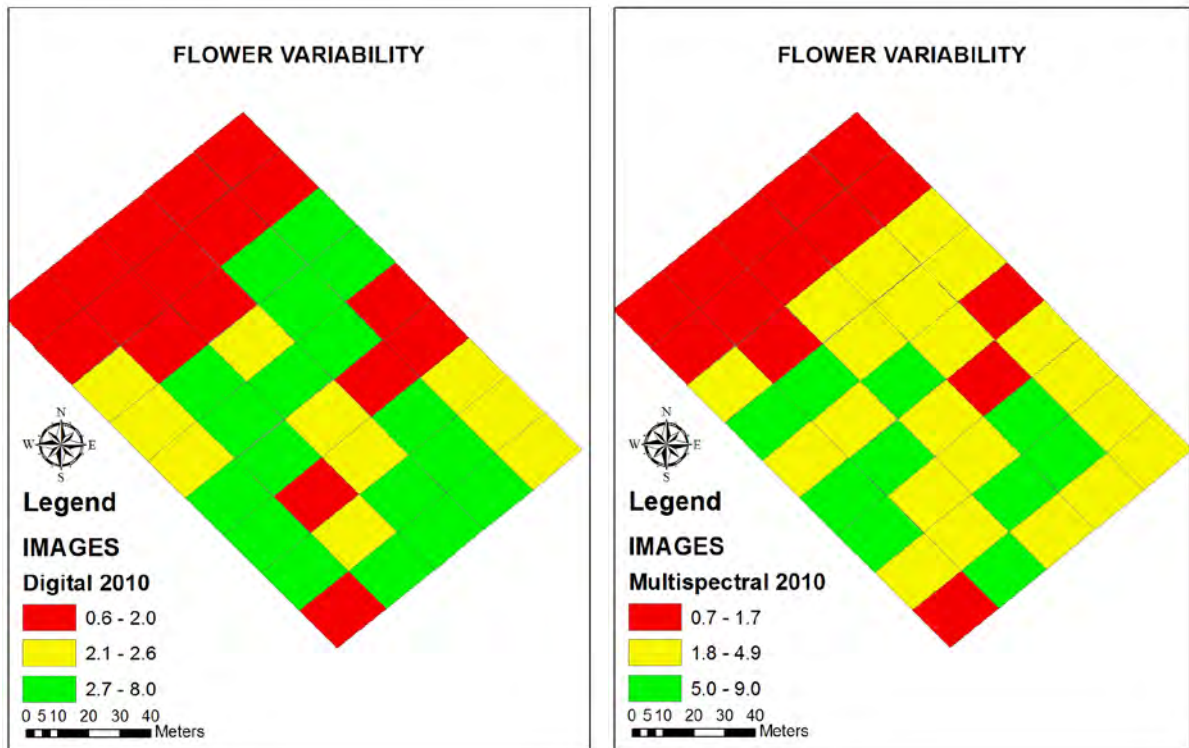 FLOWER VARIABILITY
N
W E
S
Legend
IMAGES
Digital 2010
0.6 - 2.0
2.1 - 2.6
2.7 - 8.0
0 5 10 20 30 40
Meters
FLOWER VARIABILITY
N
W E
S
Legend
IMAGES
Multispectral 2010
0.7 - 1.7
1.8 - 4.9
5.0 - 9.0
0 5 10 20 30 40
Meters